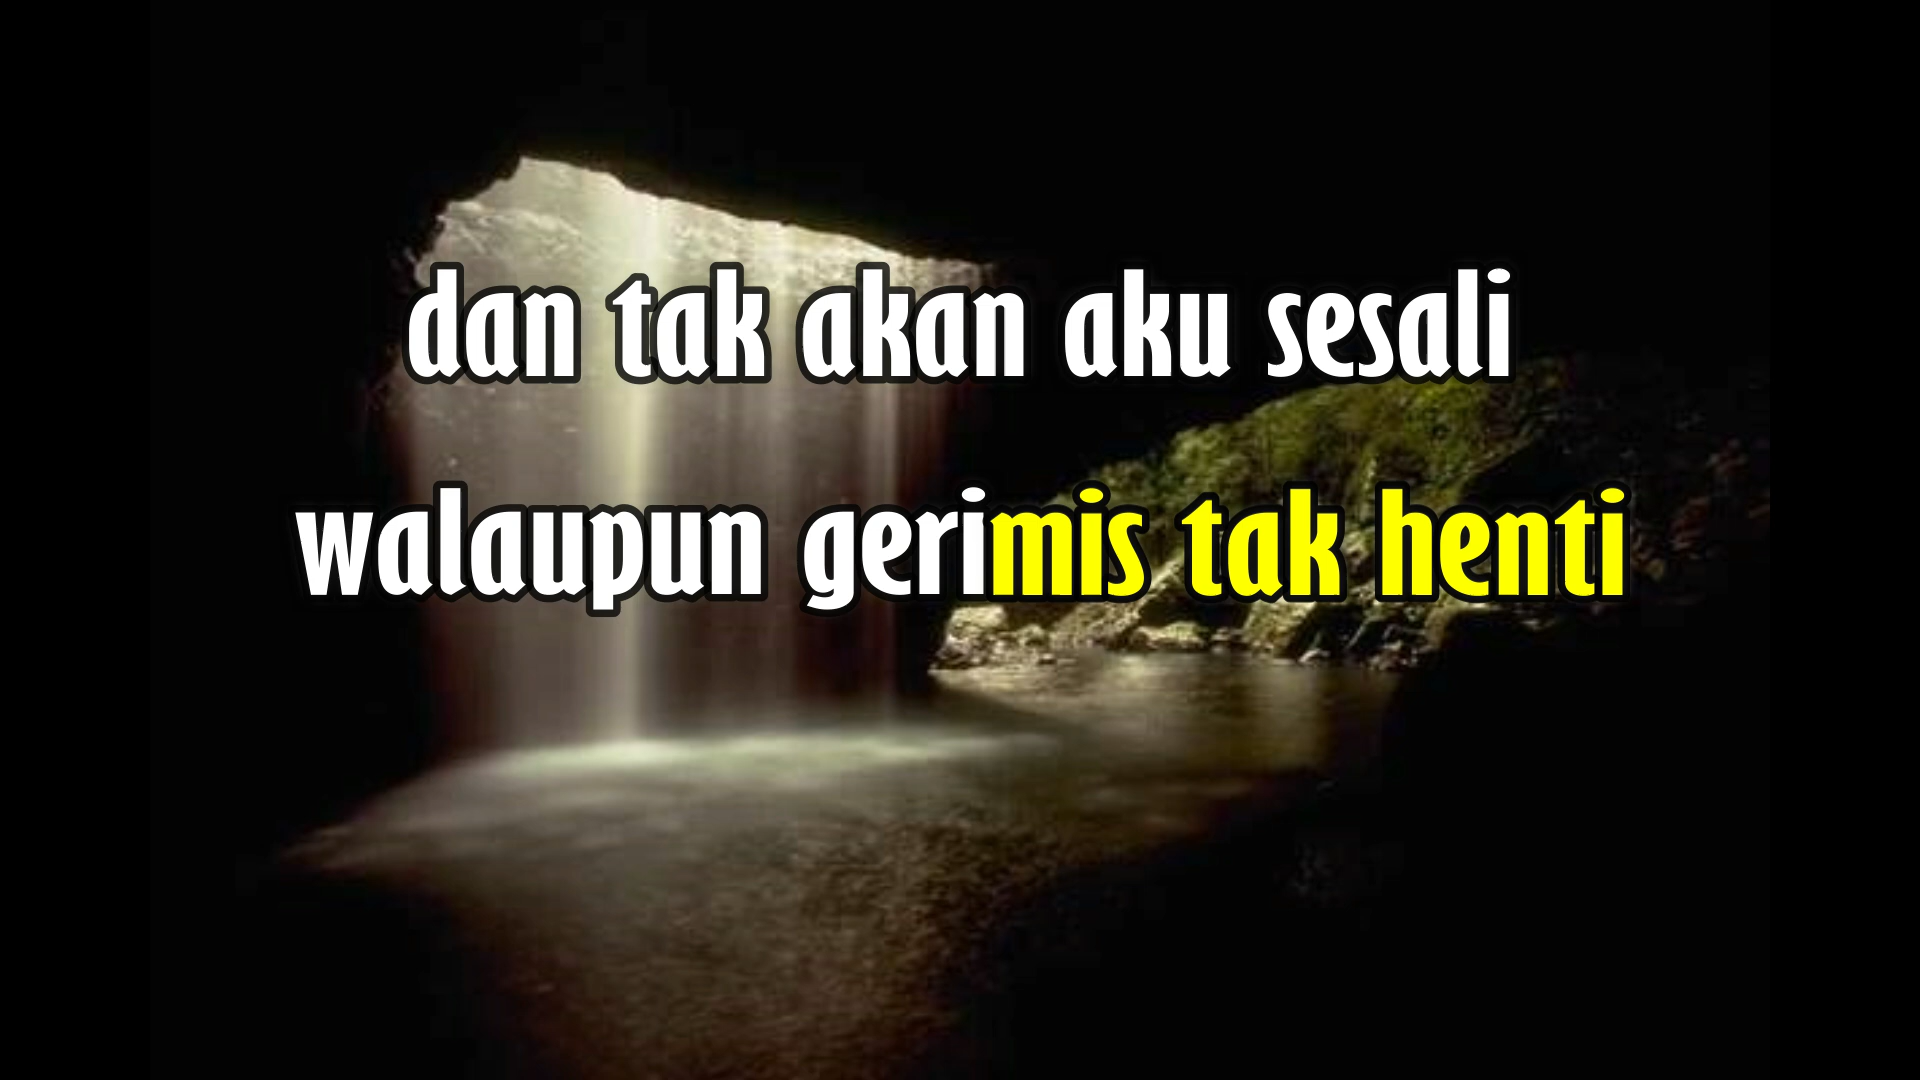 dan tak akan aku sesali
walaupun gerimis tak henti